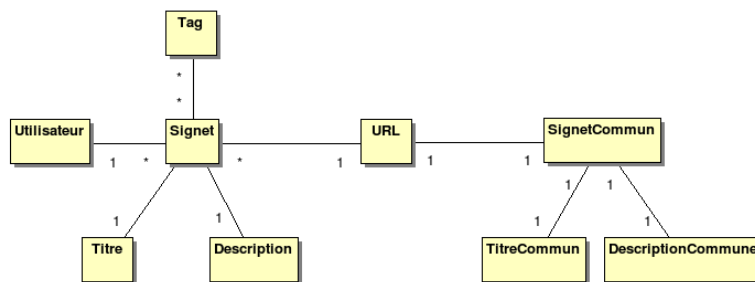 Tag
*
*
Utilisateur
Signet
URL
SignetCommun
1 * * 1 1 1
1 1
1 1 1 1
Titre
Description
TitreCommun
DescriptionCommune